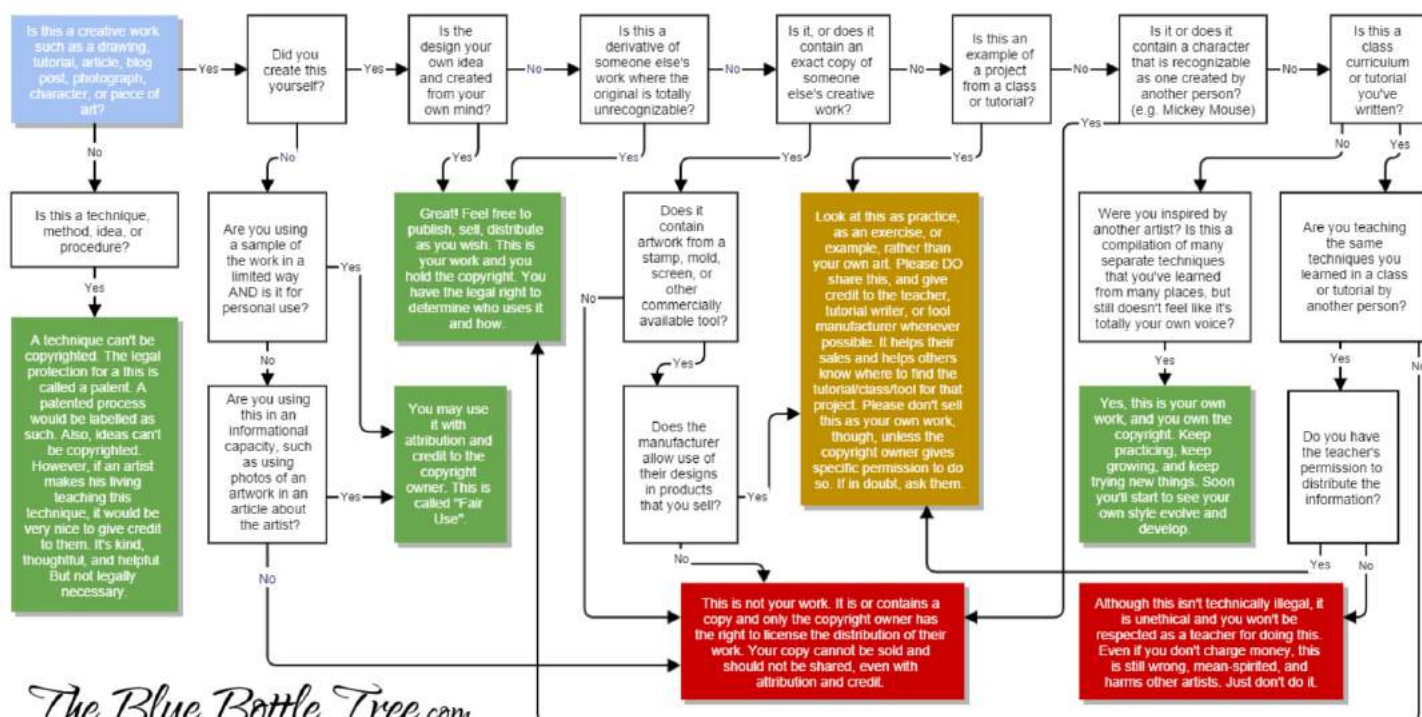 Is this a creative work
such as a drawing,
tutorial, article, blog
post, photograph,
character, or piece of
art?
Yes
Did you
create this
yourself?
Yes
Is the
design your
own idea
and created
from your
own mind?
No
Is this a
derivative of
someone else's
work where the
original is totally
unrecognizable?
No
Is it, or does it
contain an
exact copy of
someone
else's creative
work?
No
Is this an
example of
a project
from a class
or tutorial?
No
Is it or does it
contain a character
that is recognizable
as one created by
another person?
(e.g. Mickey Mouse)
No
Is this a
class
curriculum
or tutorial
you've
written?
No
No
Yes
Yes
Yes
Yes
Yes
No
Yes
Is this a technique,
method, idea, or
procedure?
Yes
A technique can't be
copyrighted. The legal
protection for a this is
called a patent. A
patented process
would be labelled as
such. Also, ideas can't
be copyrighted.
However, if an artist
makes his living
teaching this
technique, it would be
very nice to give credit
to them. It's kind,
thoughtful, and helpful.
But not legally
necessary.
Are you using
a sample of
the work in a
limited way
AND is it for
personal use?
Yes
No
Are you using
this in an
informational
capacity, such
as using
photos of an
artwork in an
article about
the artist?
Yes
No
Great! Feel free to
publish, sell, distribute
as you wish. This is
your work and you
hold the copyright. You
have the legal right to
determine who uses it
and how.
You may use
it with
attribution and
credit to the
copyright
owner. This is
called "Fair
Use".
Does it
contain
artwork from a
stamp, mold,
screen, or
other
commercially
available tool?
No
Yes
Does the
manufacturer
allow use of
their designs
in products
that you sell?
Yes
No
Look at this as practice,
as an exercise, or
example, rather than
your own art. Please DO
share this, and give
credit to the teacher,
tutorial writer, or tool
manufacturer whenever
possible. It helps their
sales and helps others
know where to find the
tutorial/class/tool for that
project. Please don't sell
this as your own work,
though, unless the
copyright owner gives
specific permission to do
so. If in doubt, ask them.
Were you inspired by
another artist? Is this a
compilation of many
separate techniques
that you've learned
from many places, but
still doesn't feel like it's
totally your own voice?
Yes
Yes, this is your own
work, and you own the
copyright. Keep
practicing, keep
growing, and keep
trying new things. Soon
you'll start to see your
own style evolve and
develop.
Are you teaching
the same
techniques you
learned in a class
or tutorial by
another person?
Yes
No
Do you have
the teacher's
permission to
distribute the
information?
Yes
No
This is not your work. It is or contains a
copy and only the copyright owner has
the right to license the distribution of their
work. Your copy cannot be sold and
should not be shared, even with
attribution and credit.
Although this isn't technically illegal, it
is unethical and you won't be
respected as a teacher for doing this.
Even if you don't charge money, this
is still wrong, mean-spirited, and
harms other artists. Just don't do it.
The Blue Bottle Tree.com